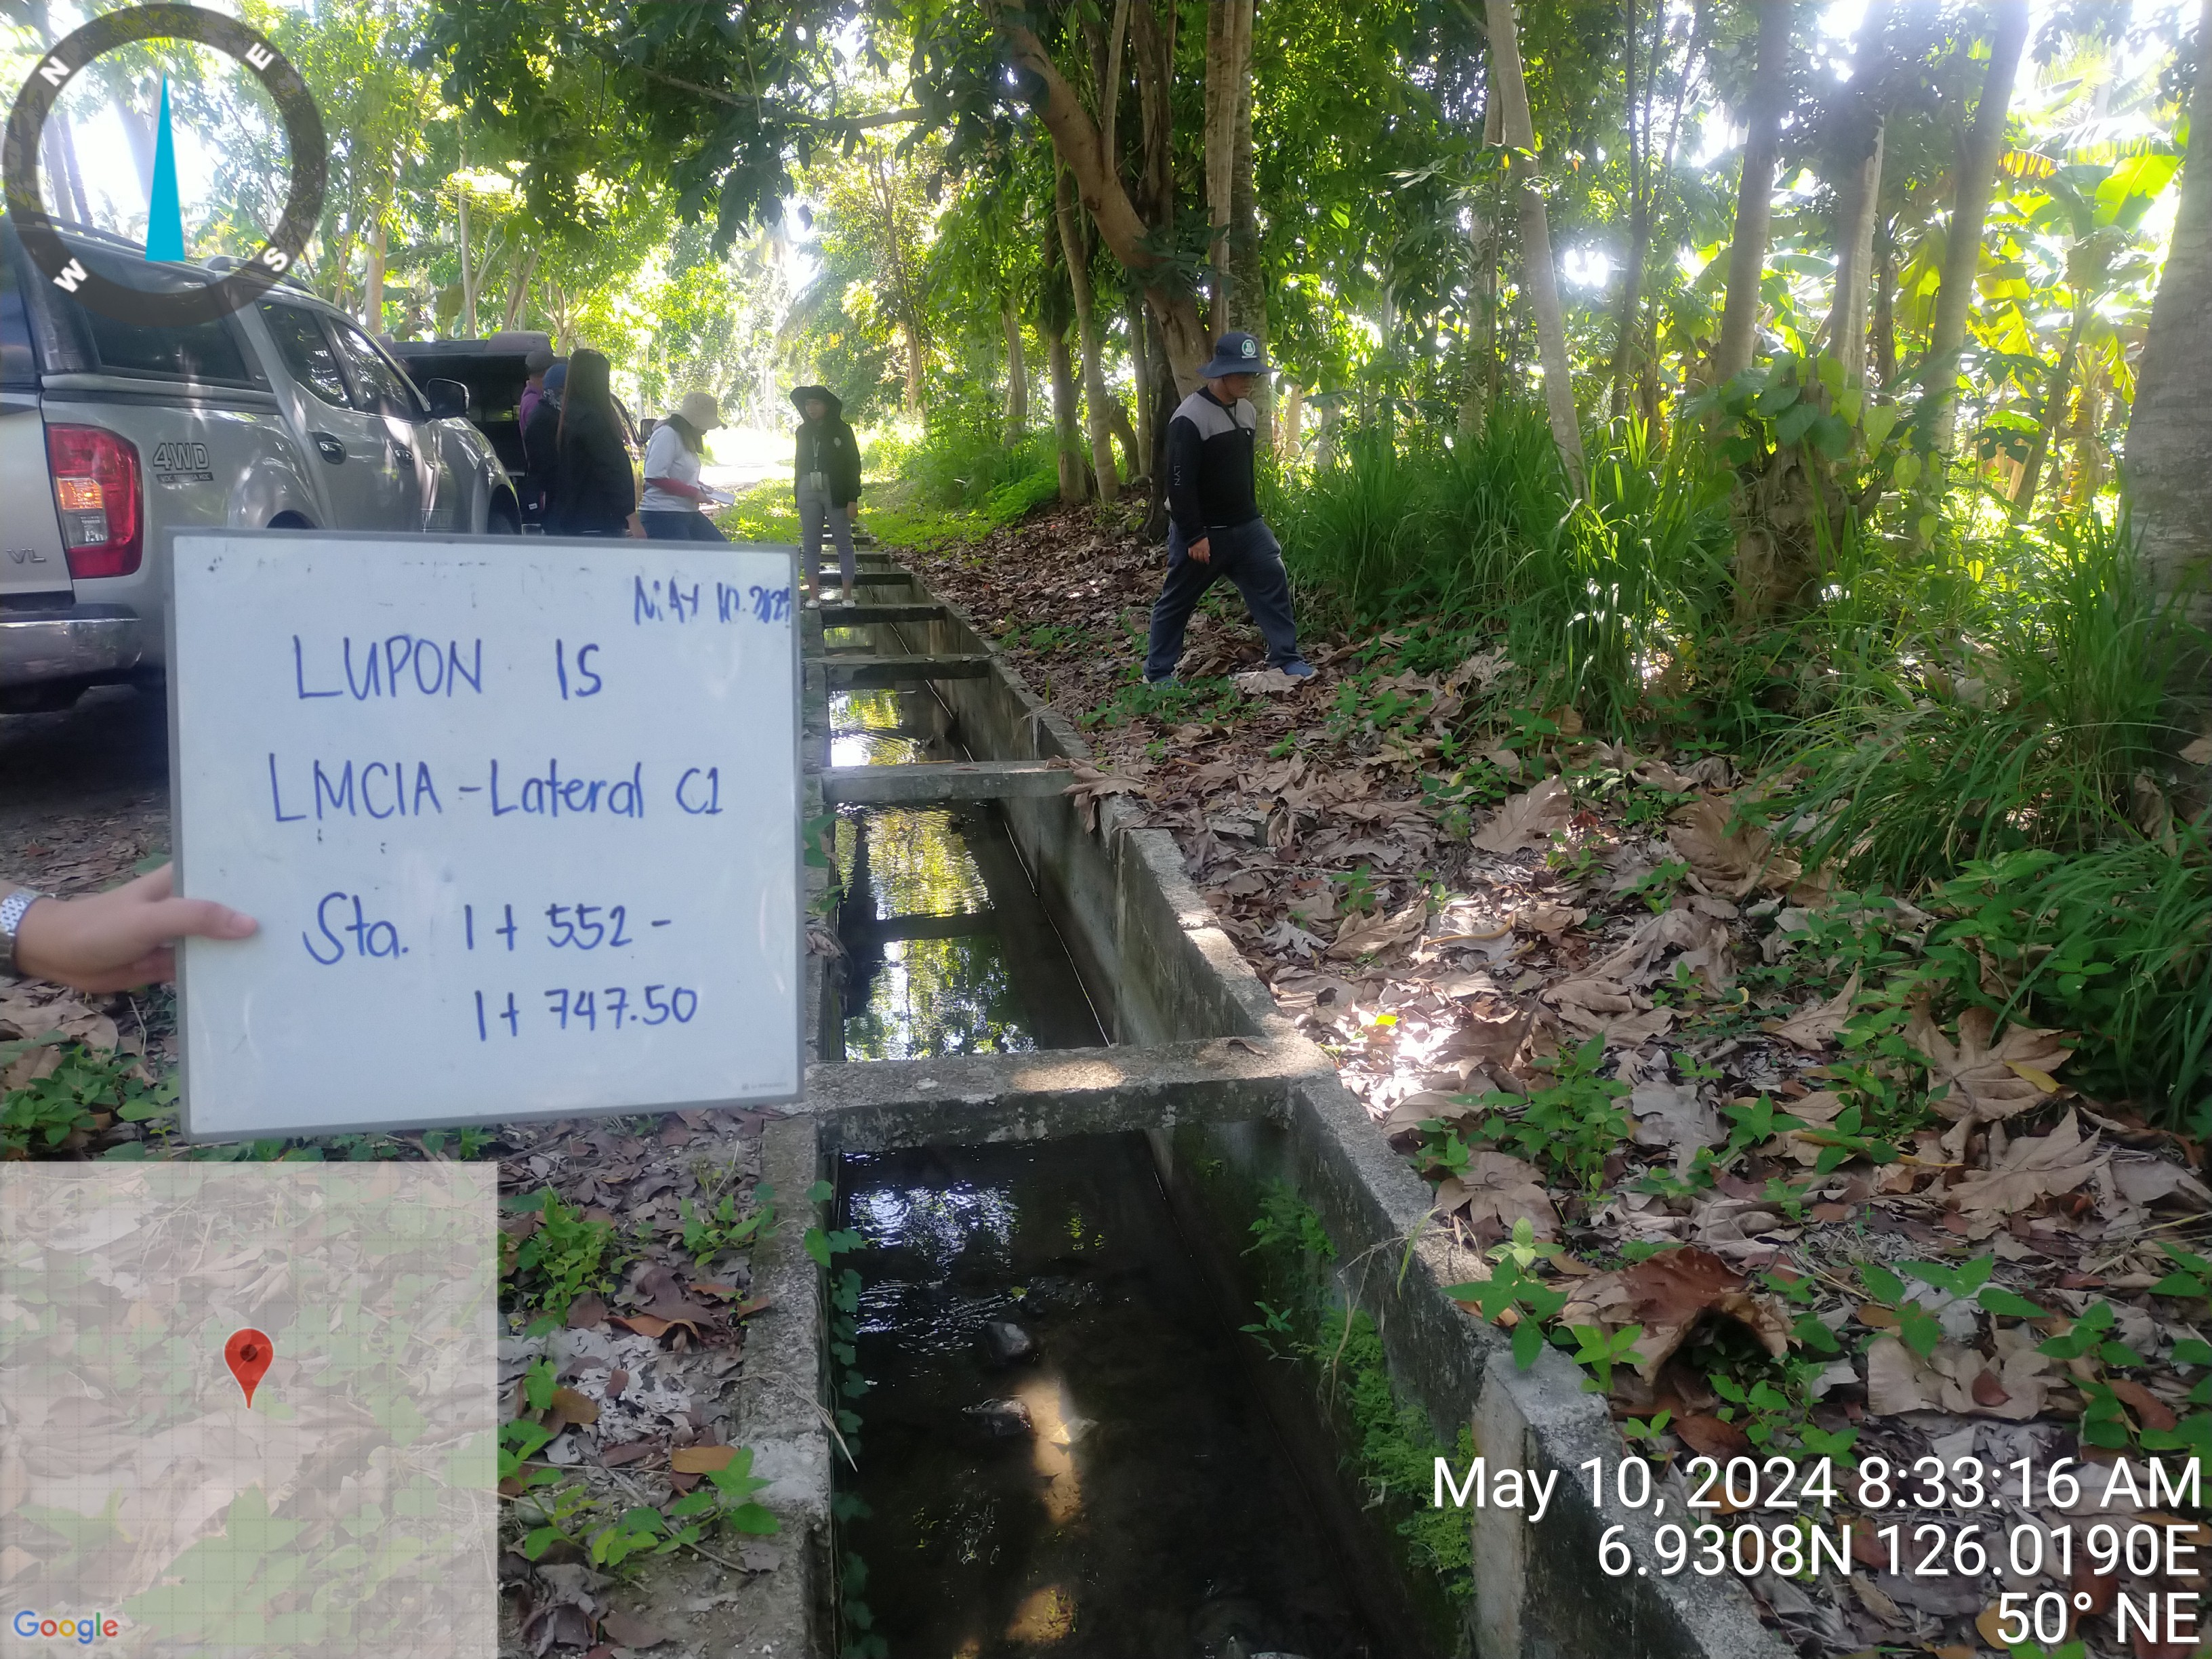 N
E
S
W
4WD
VL
MAY 10, 2024
LUPON IS
LMCIA - Lateral C1
Sta. 1 + 552 -
1 + 747.50
Google
May 10, 2024 8:33:16 AM
6.9308N 126.0190E
50° NE